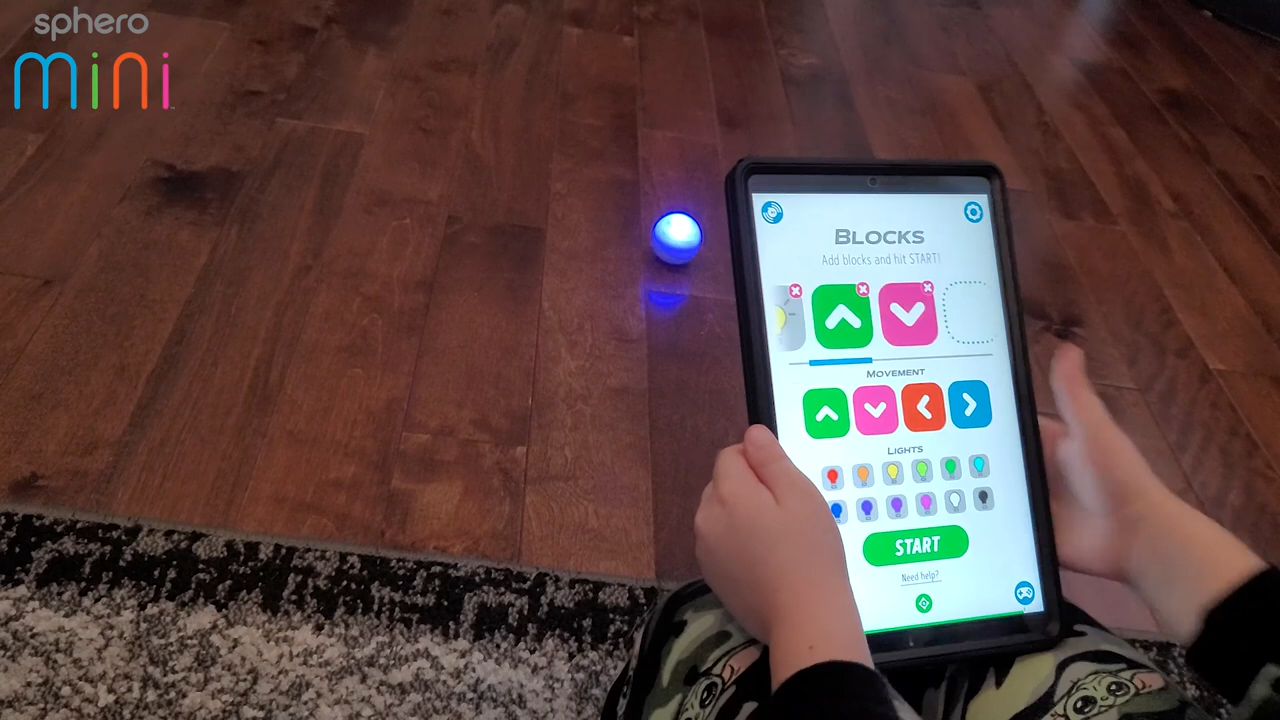 sphero
mini
BLOCKS
Add blocks and hit START!
MOVEMENT
LIGHTS
START
Need help?